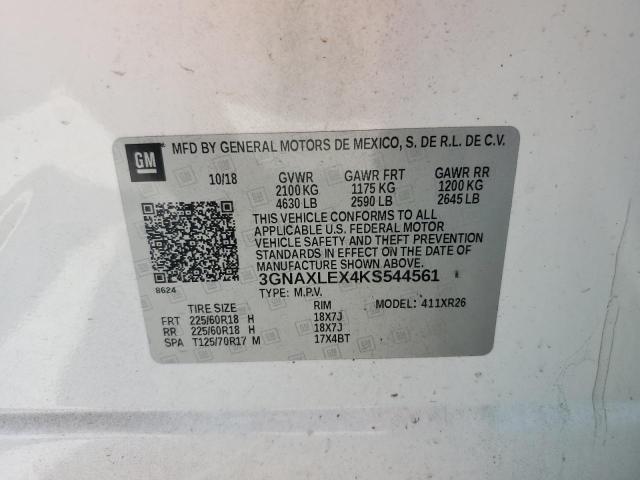 GM
MFD BY GENERAL MOTORS DE MEXICO, S. DE R.L. DE C.V.
10/18 GVWR GAWR FRT GAWR RR
2100 KG 1175 KG 1200 KG
4630 LB 2590 LB 2645 LB
THIS VEHICLE CONFORMS TO ALL
APPLICABLE U.S. FEDERAL MOTOR
VEHICLE SAFETY AND THEFT PREVENTION
STANDARDS IN EFFECT ON THE DATE OF
MANUFACTURE SHOWN ABOVE.
8624 3GNAXLEX4KS544561
TYPE: M.P.V. MODEL: 411XR26
TIRE SIZE RIM
FRT 225/60R18 H 18X7J
RR 225/60R18 H 18X7J
SPA T125/70R17 M 17X4BT